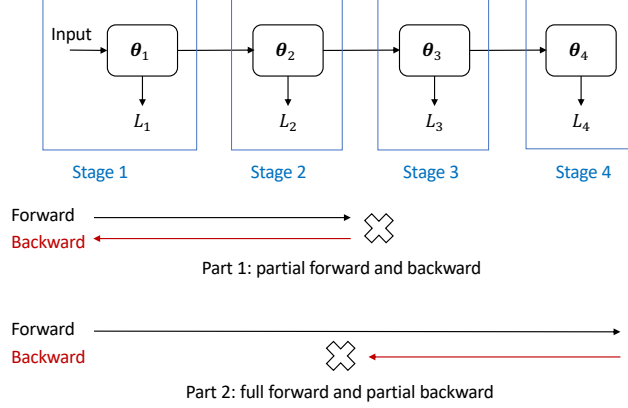 Input θ₁ θ₂ θ₃ θ₄
L₁ L₂ L₃ L₄
Stage 1 Stage 2 Stage 3 Stage 4
Forward
Backward
Part 1: partial forward and backward
Forward
Backward
Part 2: full forward and partial backward